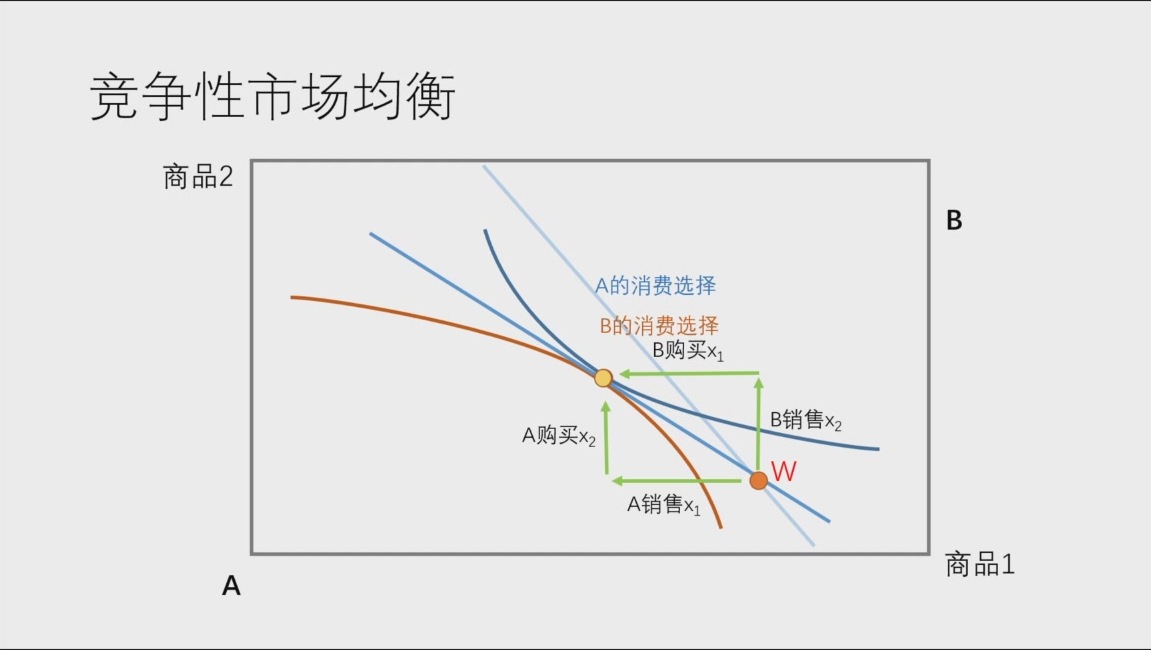 竞争性市场均衡
商品2
B
A的消费选择
B的消费选择
B购买x₁
B销售x₂
A购买x₂
W
A销售x₁
商品1
A